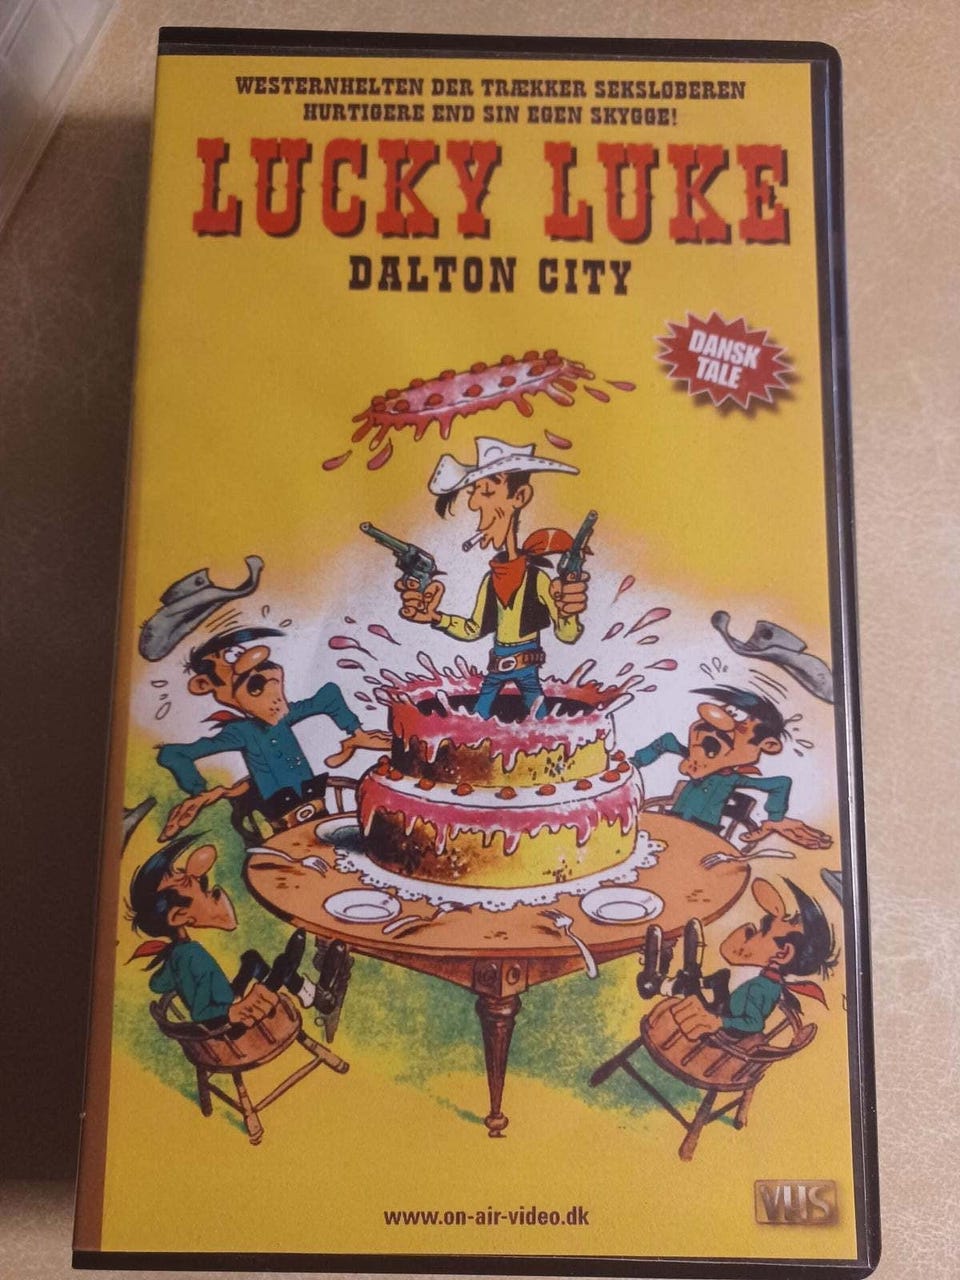 WESTERNHELTEN DER TRÆKKER SEKSLØBEREN
HURTIGERE END SIN EGEN SKYGGE!
LUCKY LUKE
DALTON CITY
DANSK
TALE
www.on-air-video.dk
VHS